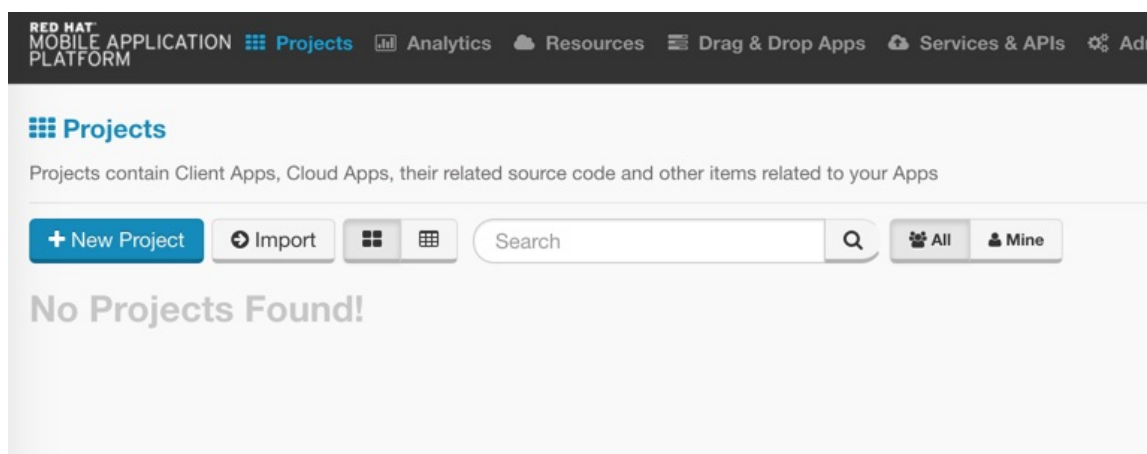 RED HAT
MOBILE APPLICATION
PLATFORM
Projects Analytics Resources Drag & Drop Apps Services & APIs Adr
Projects
Projects contain Client Apps, Cloud Apps, their related source code and other items related to your Apps
+ New Project Import Search All Mine
No Projects Found!